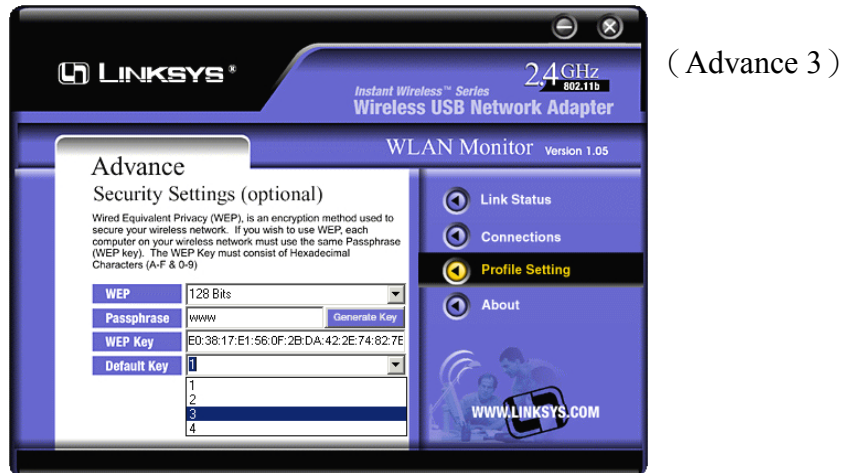 （Advance 3）
LINKSYS®
2.4 GHz
802.11b
Instant Wireless™ Series
Wireless USB Network Adapter
WLAN Monitor Version 1.05
Advance
Security Settings (optional)
Wired Equivalent Privacy (WEP), is an encryption method used to
secure your wireless network. If you wish to use WEP, each
computer on your wireless network must use the same Passphrase
(WEP key). The WEP Key must consist of Hexadecimal
Characters (A-F & 0-9)
WEP 128 Bits
Passphrase www Generate Key
WEP Key E0:38:17:E1:56:0F:2B:DA:42:2E:74:82:7E
Default Key 1
1
2
3
4
Link Status
Connections
Profile Setting
About
WWW.LINKSYS.COM